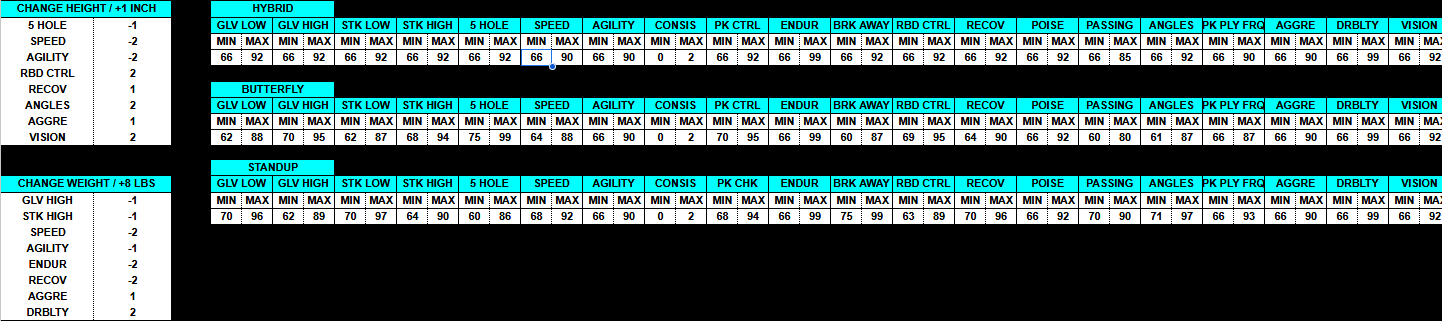 CHANGE HEIGHT / +1 INCH
5 HOLE -1
SPEED -2
AGILITY -2
RBD CTRL 2
RECOV 1
ANGLES 2
AGGRE 1
VISION 2
CHANGE WEIGHT / +8 LBS
GLV HIGH -1
STK HIGH -1
SPEED -2
AGILITY -1
ENDUR -2
RECOV -2
AGGRE 1
DRBLTY 2
HYBRID
GLV LOW GLV HIGH STK LOW STK HIGH 5 HOLE SPEED AGILITY CONSIS PK CTRL ENDUR BRK AWAY RBD CTRL RECOV POISE PASSING ANGLES PK PLY FRQ AGGRE DRBLTY VISION
MIN MAX MIN MAX MIN MAX MIN MAX MIN MAX MIN MAX MIN MAX MIN MAX MIN MAX MIN MAX MIN MAX MIN MAX MIN MAX MIN MAX MIN MAX MIN MAX MIN MAX MIN MAX MIN MAX MIN MAX
66 92 66 92 66 92 66 92 66 92 66 90 66 90 0 2 66 92 66 99 66 92 66 92 66 92 66 92 66 85 66 92 66 90 66 90 66 99 66 92
BUTTERFLY
GLV LOW GLV HIGH STK LOW STK HIGH 5 HOLE SPEED AGILITY CONSIS PK CTRL ENDUR BRK AWAY RBD CTRL RECOV POISE PASSING ANGLES PK PLY FRQ AGGRE DRBLTY VISION
MIN MAX MIN MAX MIN MAX MIN MAX MIN MAX MIN MAX MIN MAX MIN MAX MIN MAX MIN MAX MIN MAX MIN MAX MIN MAX MIN MAX MIN MAX MIN MAX MIN MAX MIN MAX MIN MAX MIN MAX
62 88 70 95 62 87 68 94 75 99 64 88 66 90 0 2 70 95 66 99 60 87 69 95 64 90 66 92 60 80 61 87 66 87 66 90 66 99 66 92
STANDUP
GLV LOW GLV HIGH STK LOW STK HIGH 5 HOLE SPEED AGILITY CONSIS PK CHK ENDUR BRK AWAY RBD CTRL RECOV POISE PASSING ANGLES PK PLY FRQ AGGRE DRBLTY VISION
MIN MAX MIN MAX MIN MAX MIN MAX MIN MAX MIN MAX MIN MAX MIN MAX MIN MAX MIN MAX MIN MAX MIN MAX MIN MAX MIN MAX MIN MAX MIN MAX MIN MAX MIN MAX MIN MAX MIN MAX
70 96 62 89 70 97 64 90 60 86 68 92 66 90 0 2 68 94 66 99 75 99 63 89 70 96 66 92 70 90 71 97 66 93 66 90 66 99 66 92